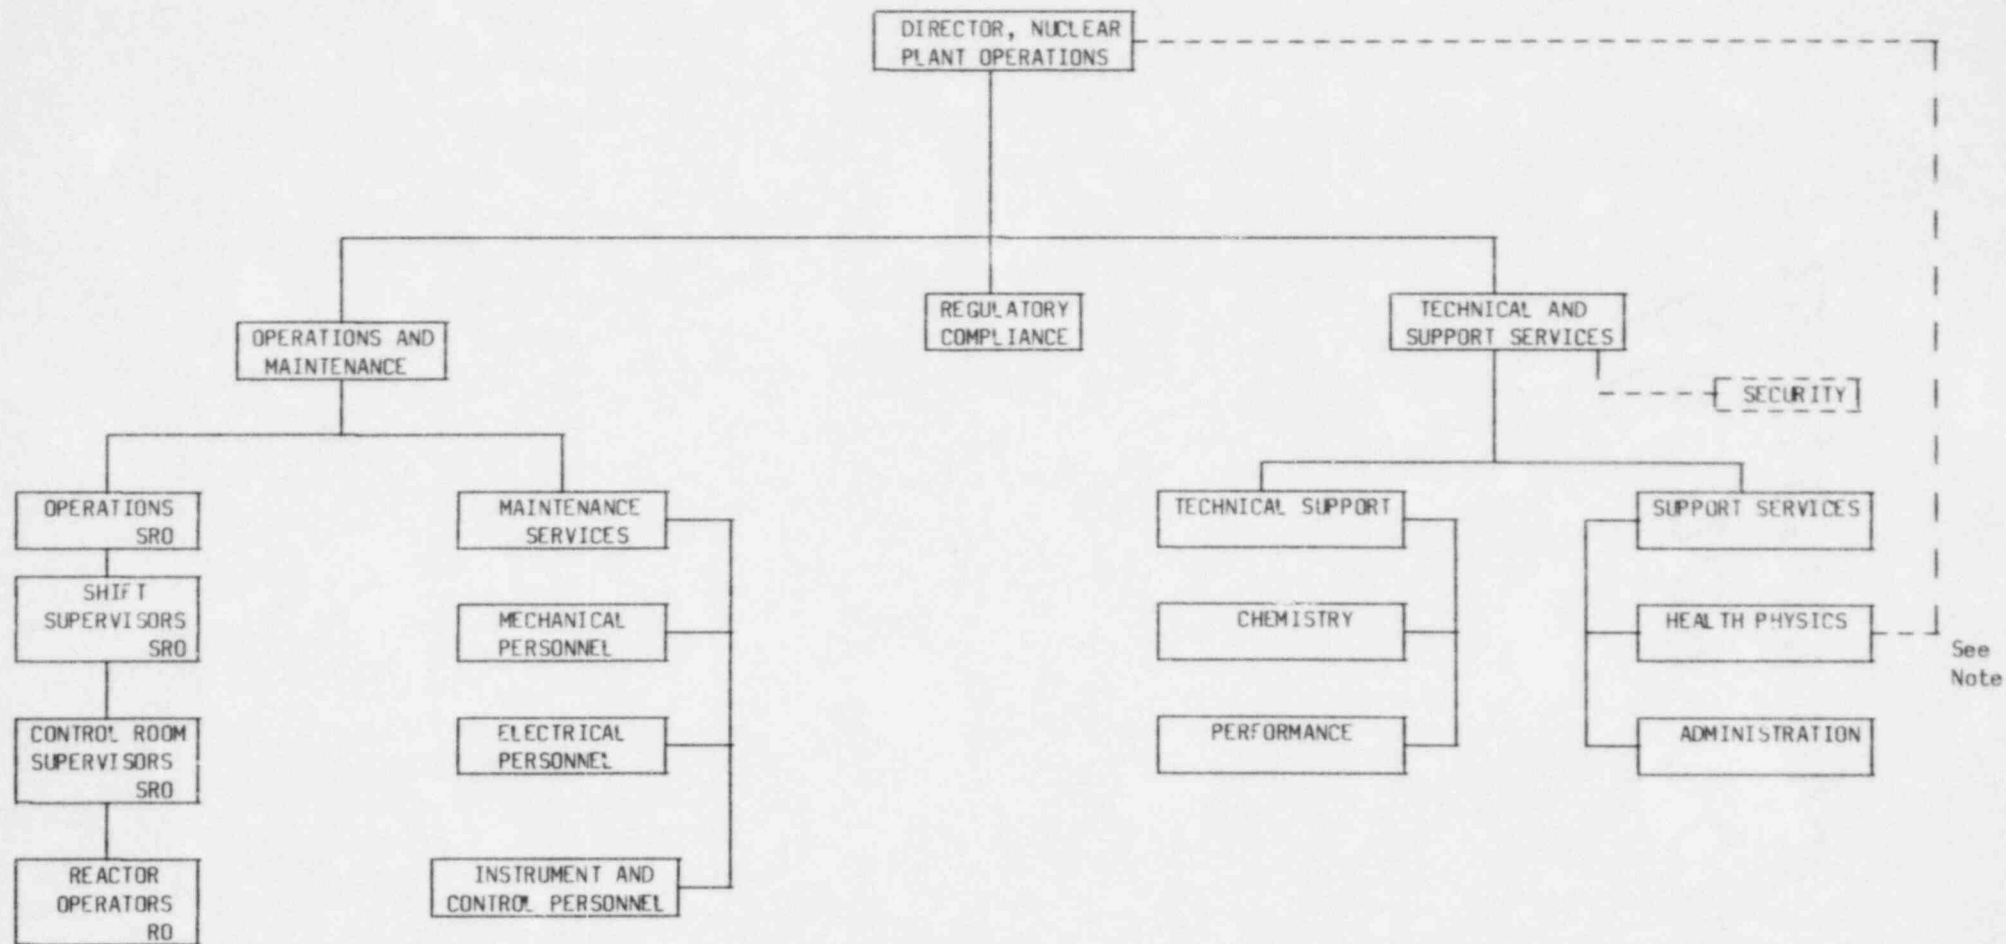 DIRECTOR, NUCLEAR
PLANT OPERATIONS
OPERATIONS AND
MAINTENANCE
REGULATORY
COMPLIANCE
TECHNICAL AND
SUPPORT SERVICES
SECURITY
OPERATIONS
SRO
SHIFT
SUPERVISORS
SRO
CONTROL ROOM
SUPERVISORS
SRO
REACTOR
OPERATORS
RO
MAINTENANCE
SERVICES
MECHANICAL
PERSONNEL
ELECTRICAL
PERSONNEL
INSTRUMENT AND
CONTROL PERSONNEL
TECHNICAL SUPPORT
CHEMISTRY
PERFORMANCE
SUPPORT SERVICES
HEALTH PHYSICS
ADMINISTRATION
See
Note